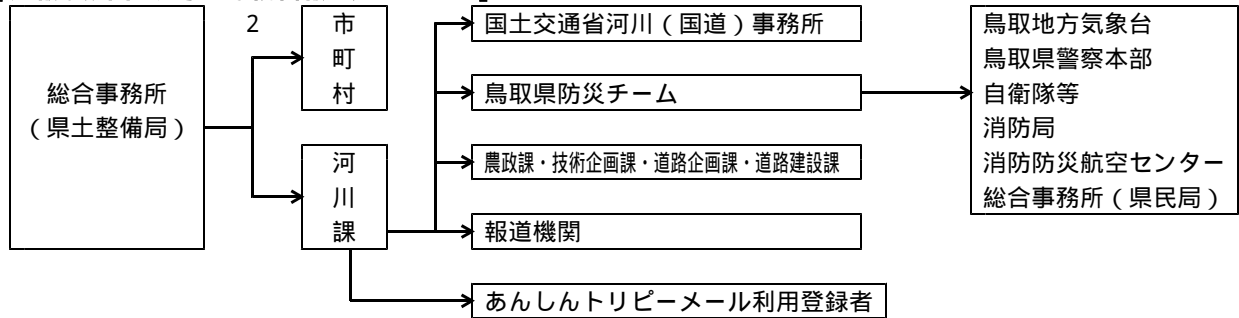 総合事務所
(県土整備局)
2
市
町
村
河
川
課
国土交通省河川(国道)事務所
鳥取県防災チーム
農政課・技術企画課・道路企画課・道路建設課
報道機関
あんしんトリピーメール利用登録者
鳥取地方気象台
鳥取県警察本部
自衛隊等
消防局
消防防災航空センター
総合事務所(県民局)